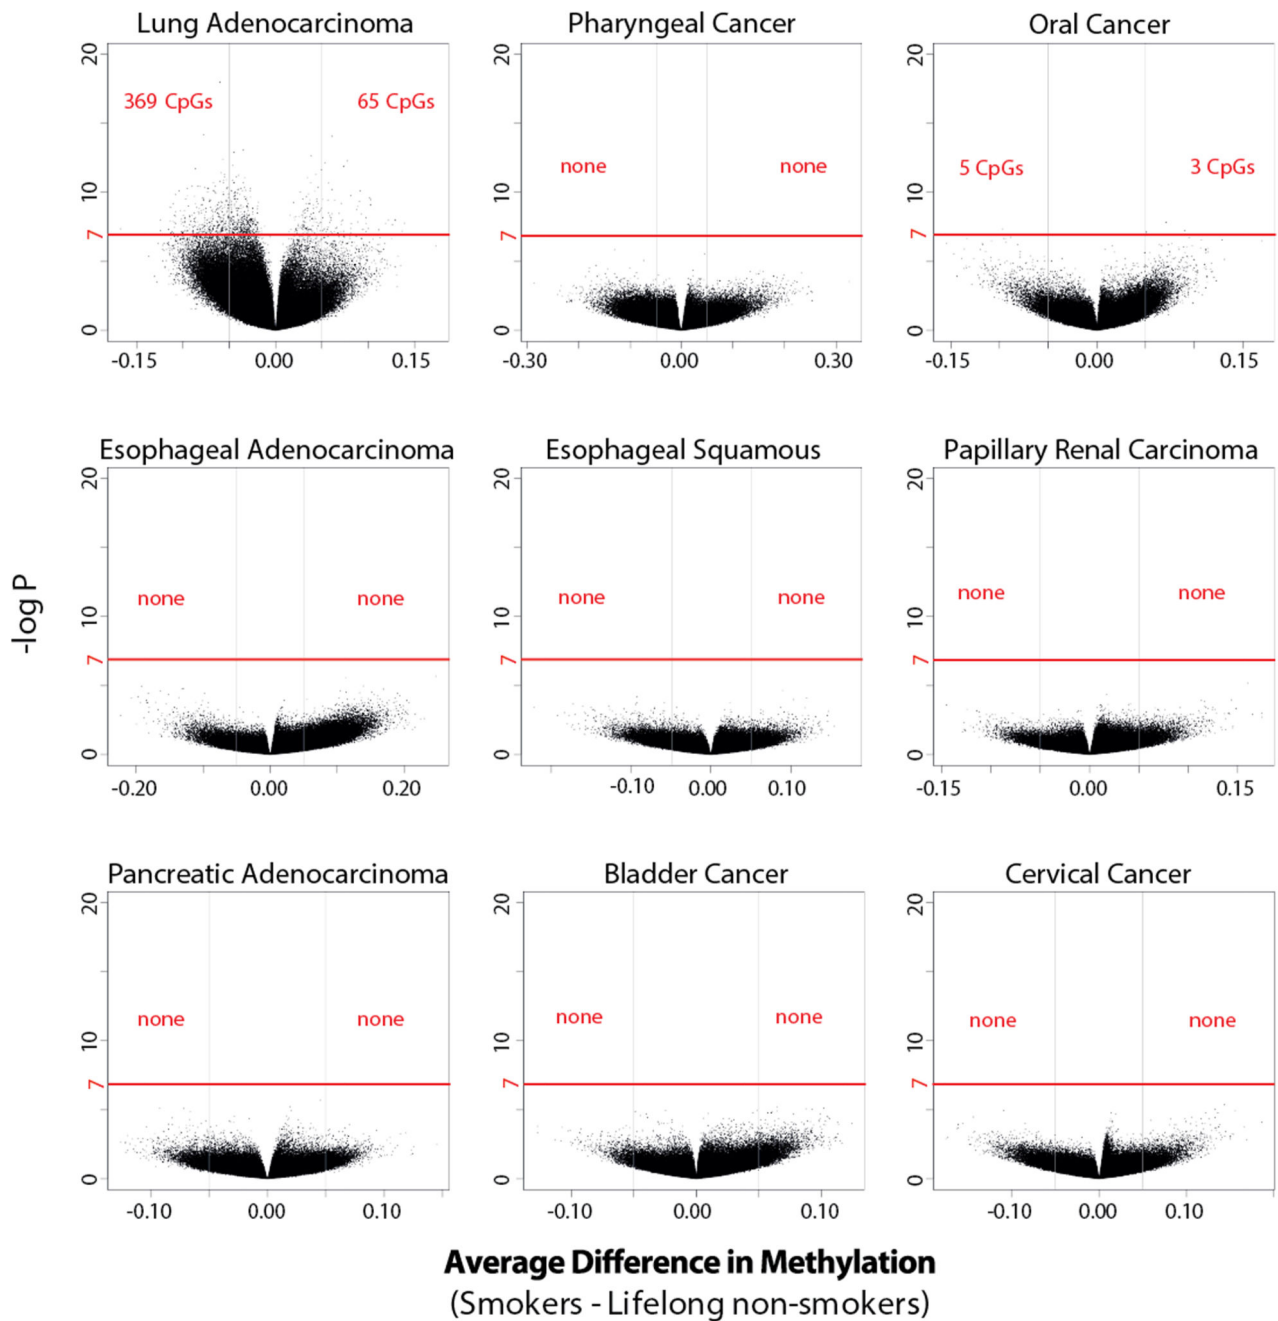 Lung Adenocarcinoma
Pharyngeal Cancer
Oral Cancer
20
10
7
0
369 CpGs
65 CpGs
-0.15
0.00
0.15
20
10
7
0
none
none
-0.30
0.00
0.30
20
10
7
0
5 CpGs
3 CpGs
-0.15
0.00
0.15
-log P
Esophageal Adenocarcinoma
Esophageal Squamous
Papillary Renal Carcinoma
20
10
7
0
none
none
-0.20
0.00
0.20
20
10
7
0
none
none
-0.10
0.00
0.10
20
10
7
0
none
none
-0.15
0.00
0.15
Pancreatic Adenocarcinoma
Bladder Cancer
Cervical Cancer
20
10
7
0
none
none
-0.10
0.00
0.10
20
10
7
0
none
none
-0.10
0.00
0.10
20
10
7
0
none
none
-0.10
0.00
0.10
Average Difference in Methylation
(Smokers - Lifelong non-smokers)